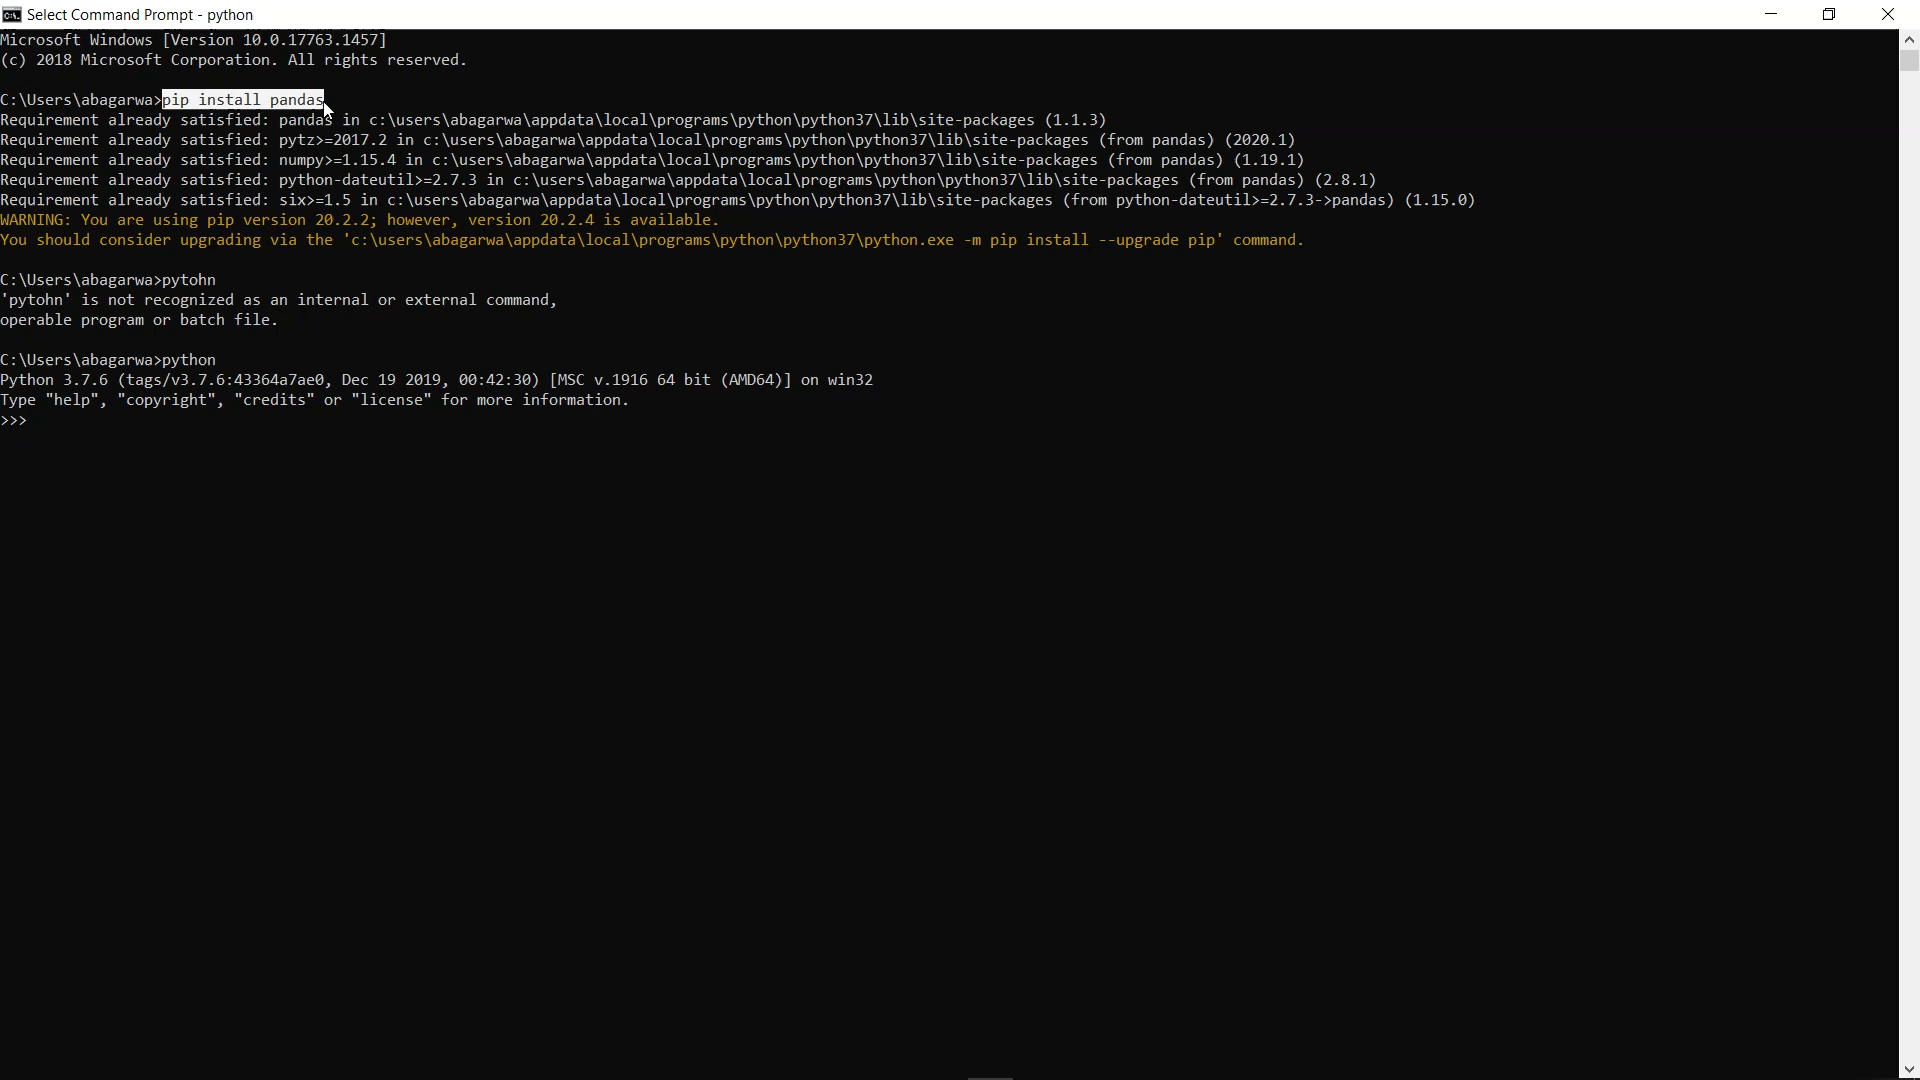 Select Command Prompt - python
Microsoft Windows [Version 10.0.17763.1457]
(c) 2018 Microsoft Corporation. All rights reserved.
C:\Users\abagarwa>pip install pandas
Requirement already satisfied: pandas in c:\users\abagarwa\appdata\local\programs\python\python37\lib\site-packages (1.1.3)
Requirement already satisfied: pytz>=2017.2 in c:\users\abagarwa\appdata\local\programs\python\python37\lib\site-packages (from pandas) (2020.1)
Requirement already satisfied: numpy>=1.15.4 in c:\users\abagarwa\appdata\local\programs\python\python37\lib\site-packages (from pandas) (1.19.1)
Requirement already satisfied: python-dateutil>=2.7.3 in c:\users\abagarwa\appdata\local\programs\python\python37\lib\site-packages (from pandas) (2.8.1)
Requirement already satisfied: six>=1.5 in c:\users\abagarwa\appdata\local\programs\python\python37\lib\site-packages (from python-dateutil>=2.7.3->pandas) (1.15.0)
WARNING: You are using pip version 20.2.2; however, version 20.2.4 is available.
You should consider upgrading via the 'c:\users\abagarwa\appdata\local\programs\python\python37\python.exe -m pip install --upgrade pip' command.
C:\Users\abagarwa>pytohn
'pytohn' is not recognized as an internal or external command,
operable program or batch file.
C:\Users\abagarwa>python
Python 3.7.6 (tags/v3.7.6:43364a7ae0, Dec 19 2019, 00:42:30) [MSC v.1916 64 bit (AMD64)] on win32
Type "help", "copyright", "credits" or "license" for more information.
>>>